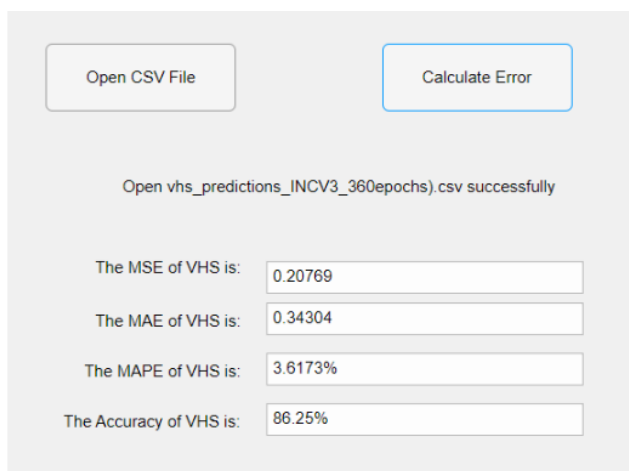 Open CSV File
Calculate Error
Open vhs_predictions_INCV3_360epochs).csv successfully
The MSE of VHS is: 0.20769
The MAE of VHS is: 0.34304
The MAPE of VHS is: 3.6173%
The Accuracy of VHS is: 86.25%